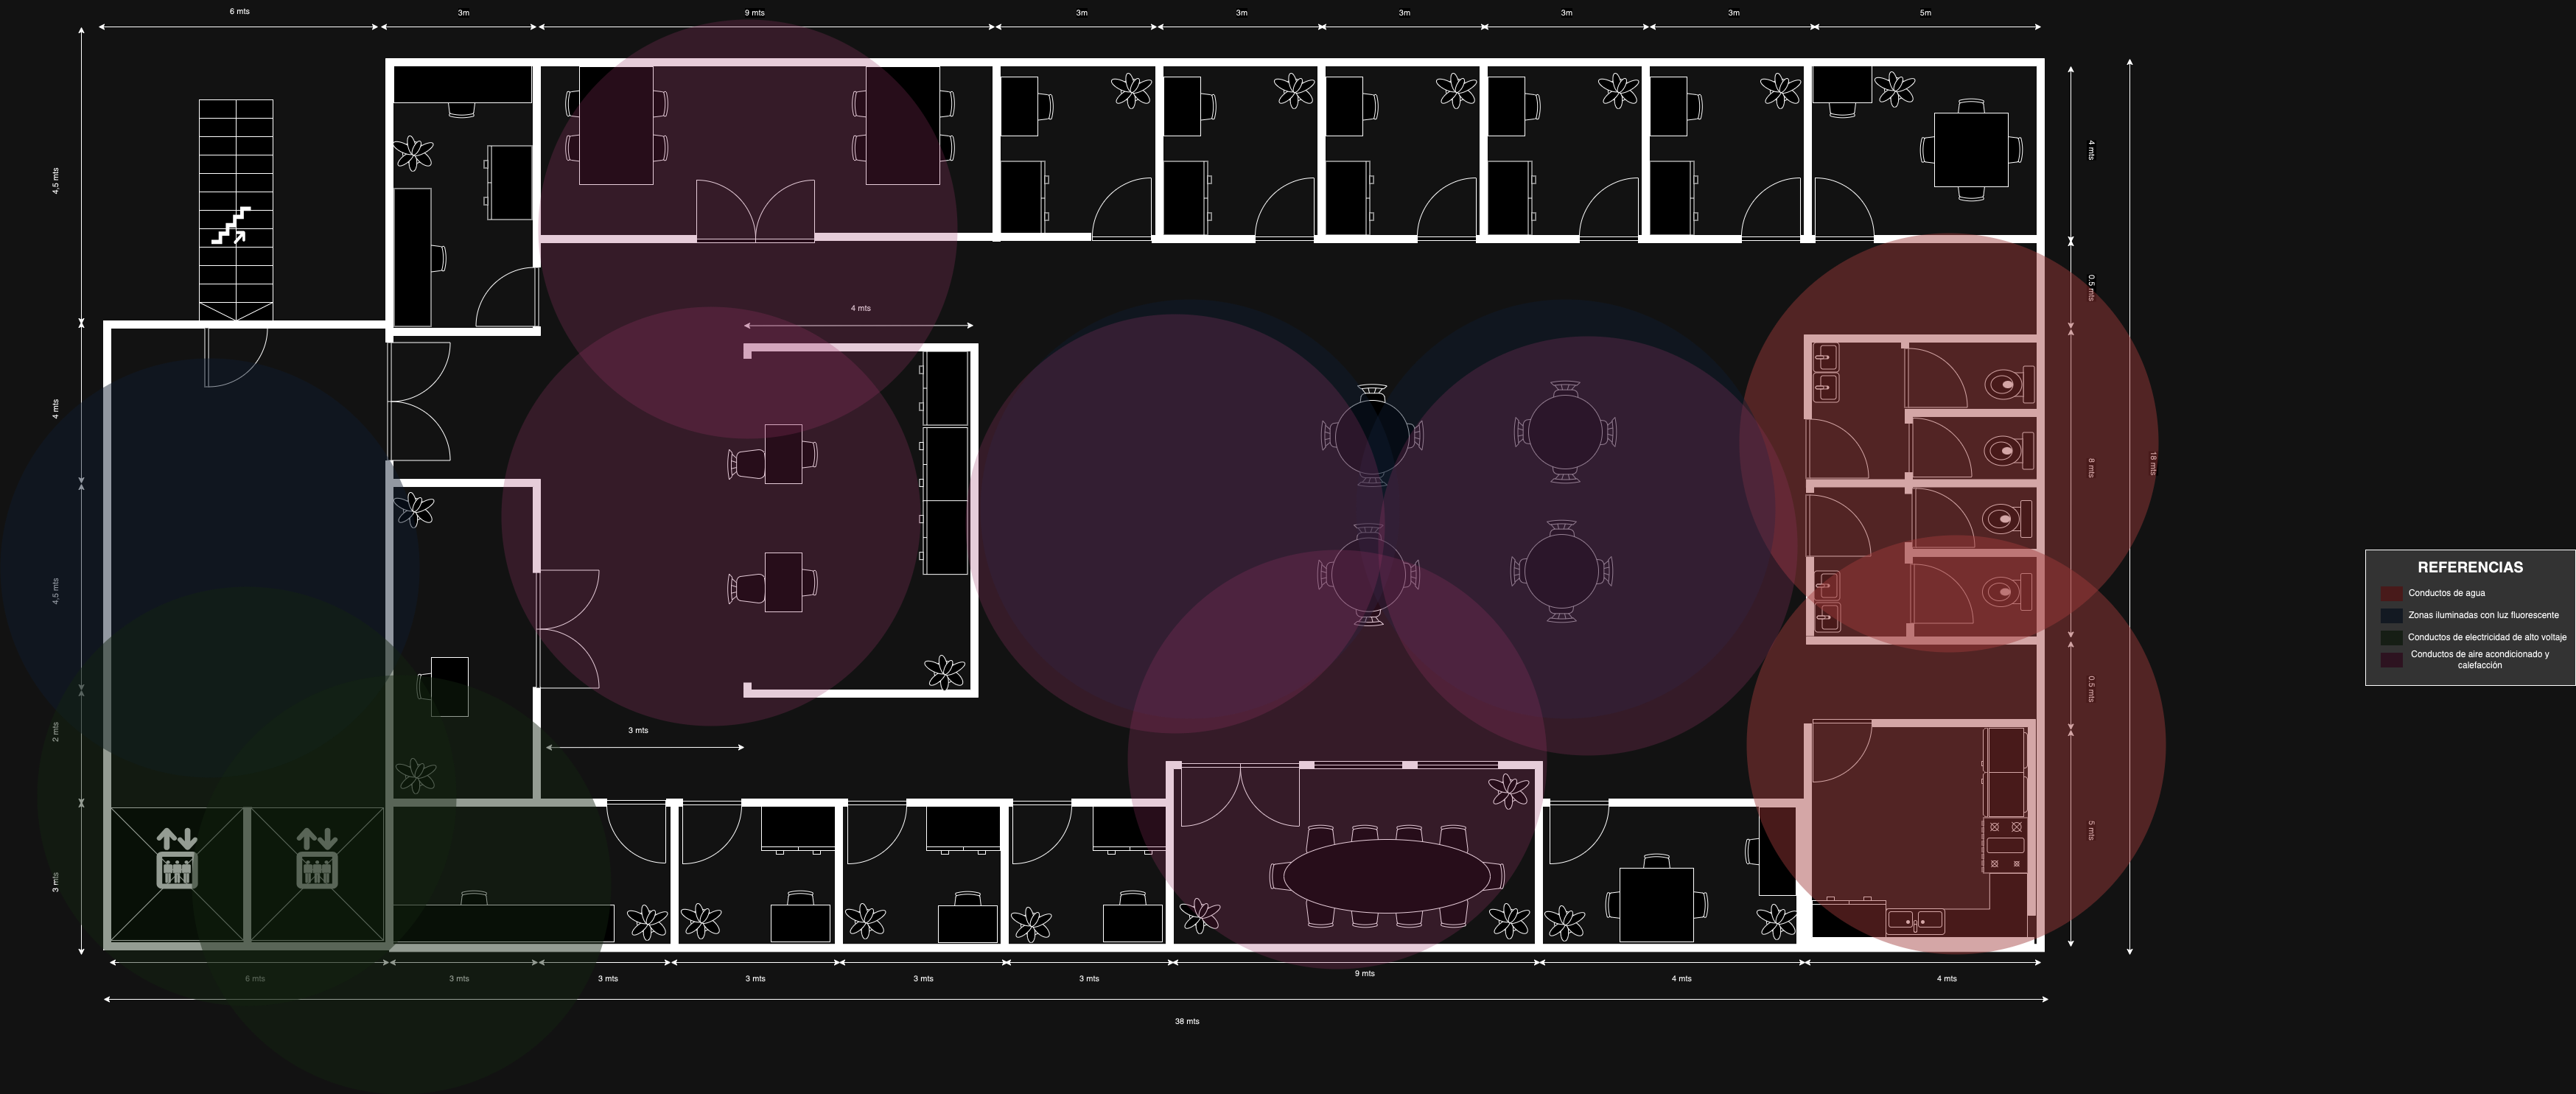 6 mts
3m
9 mts
3m
3m
3m
3m
3m
5m
4,5 mts
4 mts
0.5 mts
4 mts
4 mts
8 mts
18 mts
4,5 mts
2 mts
3 mts
0.5 mts
3 mts
5 mts
REFERENCIAS
Conductos de agua
Zonas iluminadas con luz fluorescente
Conductos de electricidad de alto voltaje
Conductos de aire acondicionado y
calefacción
6 mts
3 mts
3 mts
3 mts
3 mts
3 mts
9 mts
4 mts
4 mts
38 mts